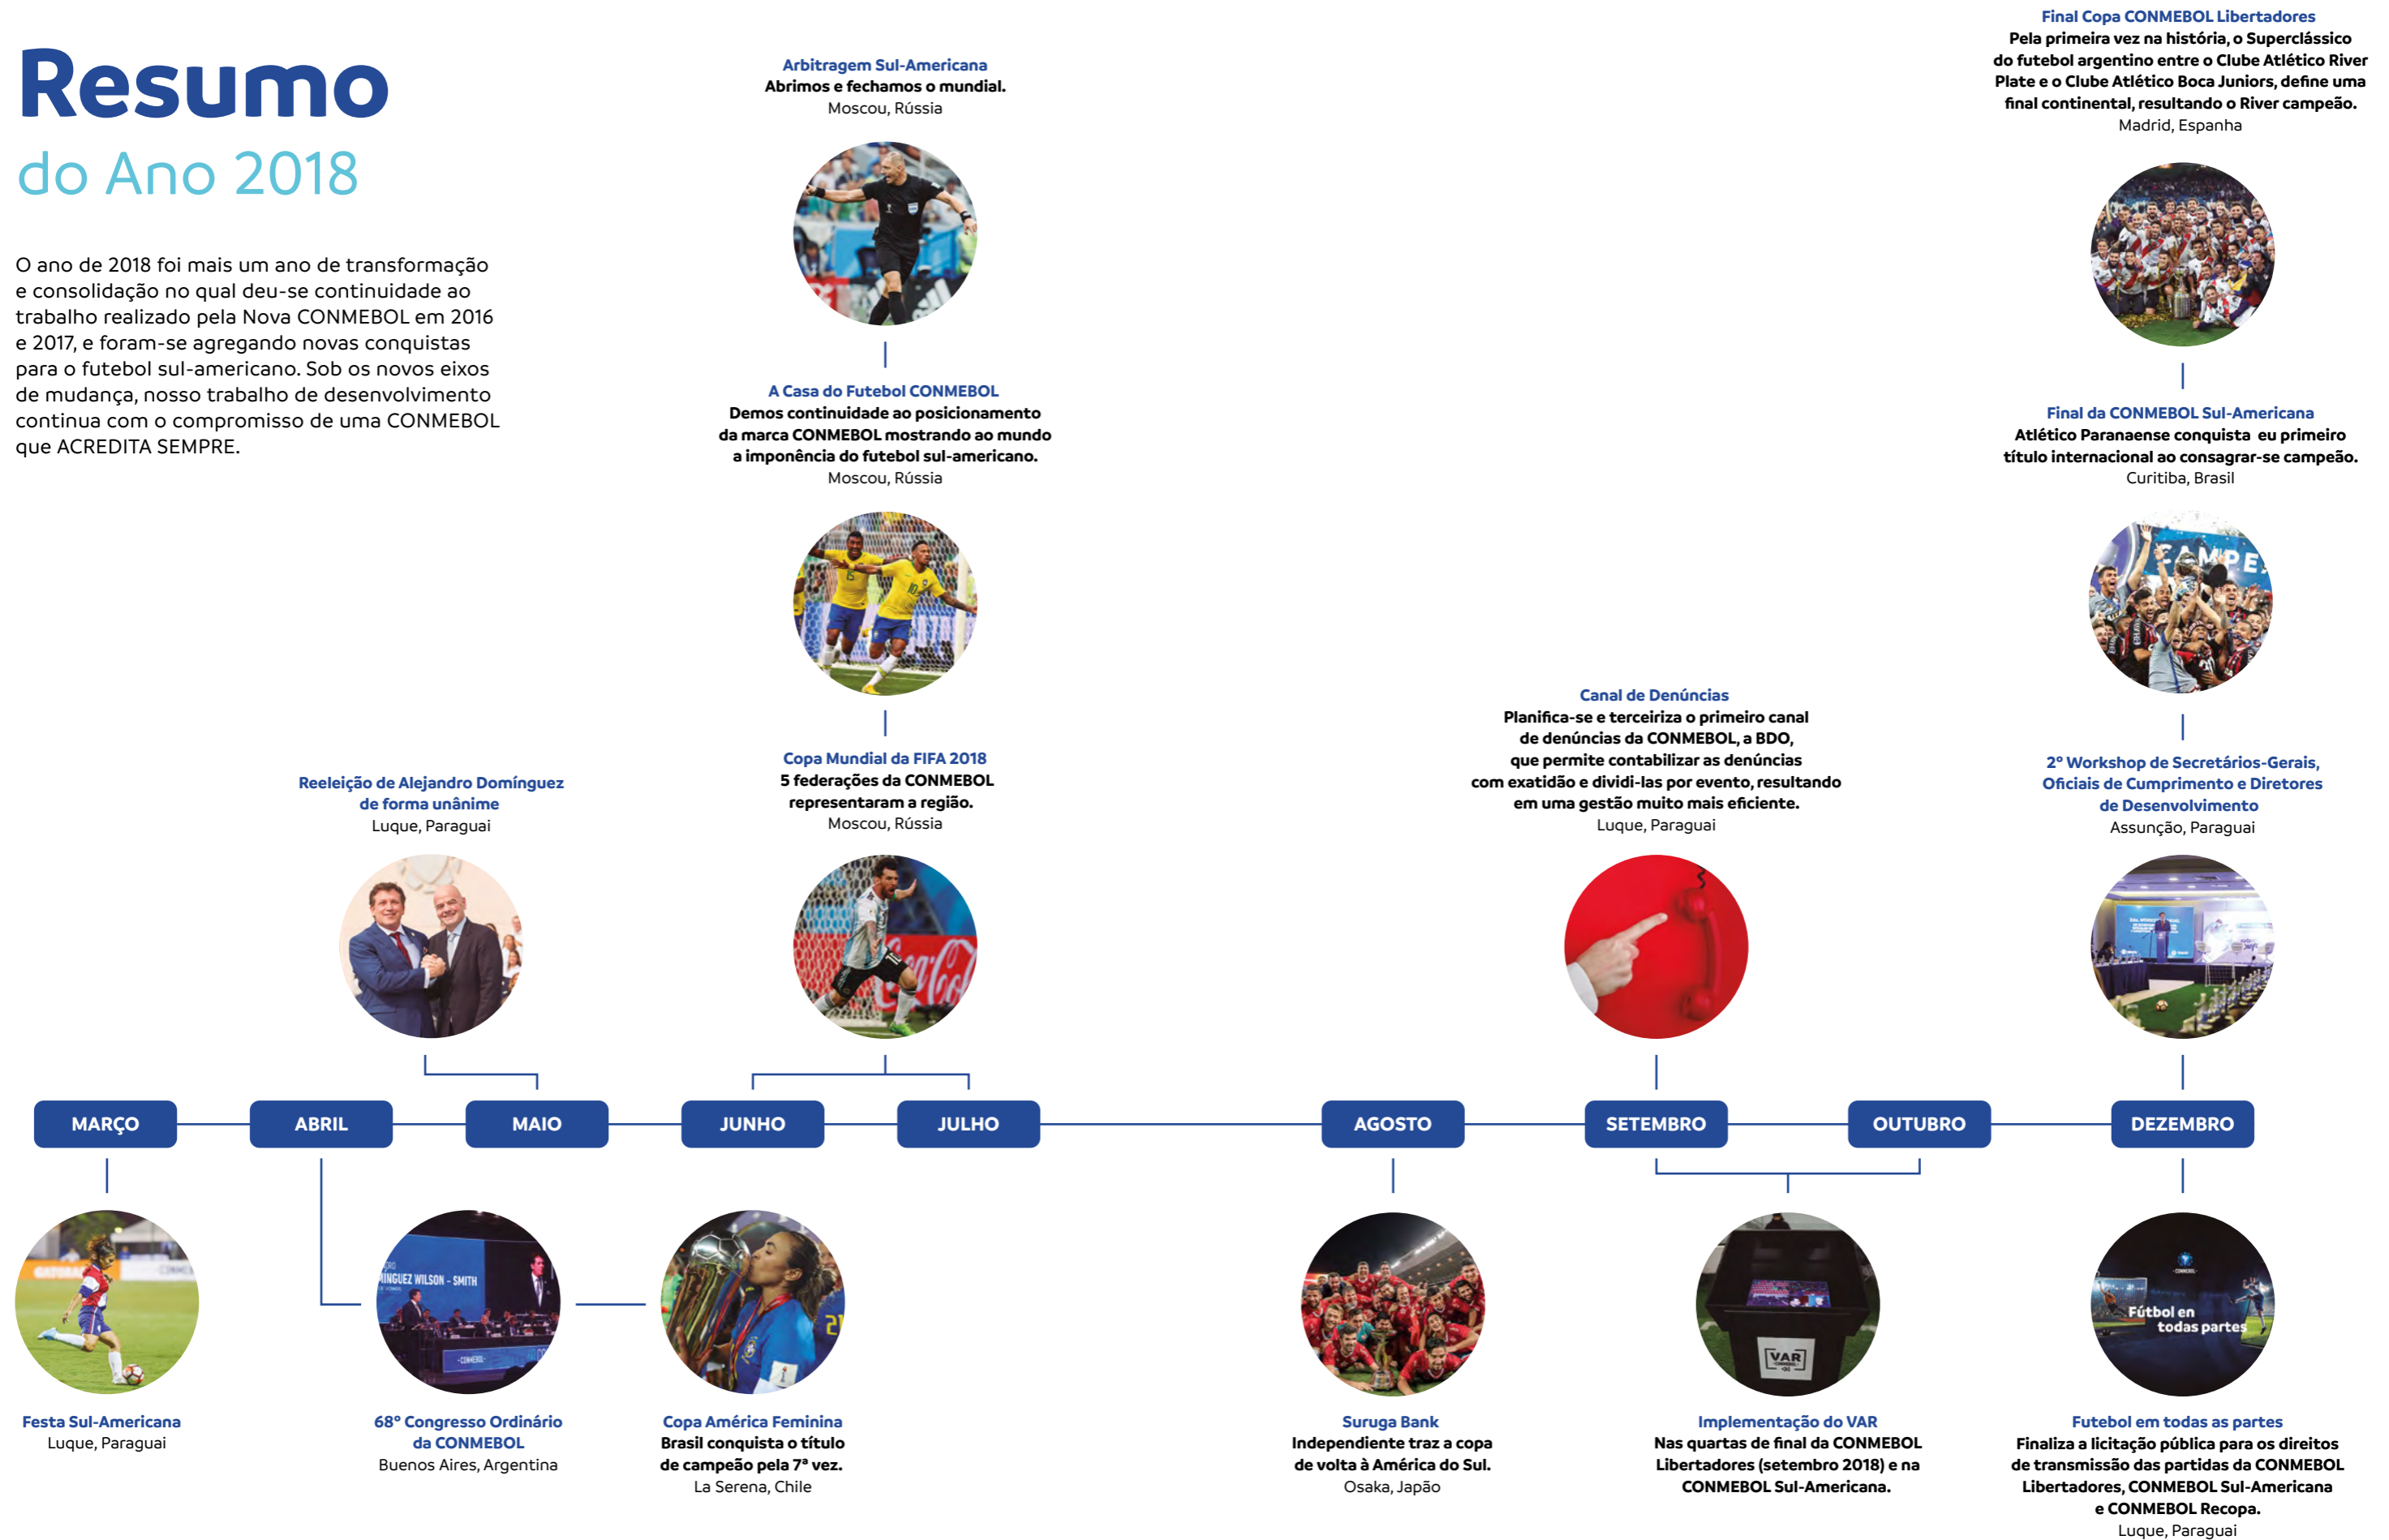 Resumo
do Ano 2018
O ano de 2018 foi mais um ano de transformação
e consolidação no qual deu-se continuidade ao
trabalho realizado pela Nova CONMEBOL em 2016
e 2017, e foram-se agregando novas conquistas
para o futebol sul-americano. Sob os novos eixos
de mudança, nosso trabalho de desenvolvimento
continua com o compromisso de uma CONMEBOL
que ACREDITA SEMPRE.
Arbitragem Sul-Americana
Abrimos e fechamos o mundial.
Moscou, Rússia
A Casa do Futebol CONMEBOL
Demos continuidade ao posicionamento
da marca CONMEBOL mostrando ao mundo
a imponência do futebol sul-americano.
Moscou, Rússia
15
10
Copa Mundial da FIFA 2018
5 federações da CONMEBOL
representaram a região.
Moscou, Rússia
10
Coca-Col
Reeleição de Alejandro Domínguez
de forma unânime
Luque, Paraguai
Final Copa CONMEBOL Libertadores
Pela primeira vez na história, o Superclássico
do futebol argentino entre o Clube Atlético River
Plate e o Clube Atlético Boca Juniors, define uma
final continental, resultando o River campeão.
Madrid, Espanha
Final da CONMEBOL Sul-Americana
Atlético Paranaense conquista eu primeiro
título internacional ao consagrar-se campeão.
Curitiba, Brasil
CAMPE
Canal de Denúncias
Planifica-se e terceiriza o primeiro canal
de denúncias da CONMEBOL, a BDO,
que permite contabilizar as denúncias
com exatidão e dividi-las por evento, resultando
em uma gestão muito mais eficiente.
Luque, Paraguai
2º Workshop de Secretários-Gerais,
Oficiais de Cumprimento e Diretores
de Desenvolvimento
Assunção, Paraguai
MARÇO
ABRIL
MAIO
JUNHO
JULHO
AGOSTO
SETEMBRO
OUTUBRO
DEZEMBRO
GATORA
Festa Sul-Americana
Luque, Paraguai
INGUEZ WILSON - SMITH
-CONMEBOL-
68º Congresso Ordinário
da CONMEBOL
Buenos Aires, Argentina
21
Copa América Feminina
Brasil conquista o título
de campeão pela 7ª vez.
La Serena, Chile
Suruga Bank
Independiente traz a copa
de volta à América do Sul.
Osaka, Japão
VAR
Implementação do VAR
Nas quartas de final da CONMEBOL
Libertadores (setembro 2018) e na
CONMEBOL Sul-Americana.
-CONMEBOL-
Fútbol en
todas partes
Futebol em todas as partes
Finaliza a licitação pública para os direitos
de transmissão das partidas da CONMEBOL
Libertadores, CONMEBOL Sul-Americana
e CONMEBOL Recopa.
Luque, Paraguai